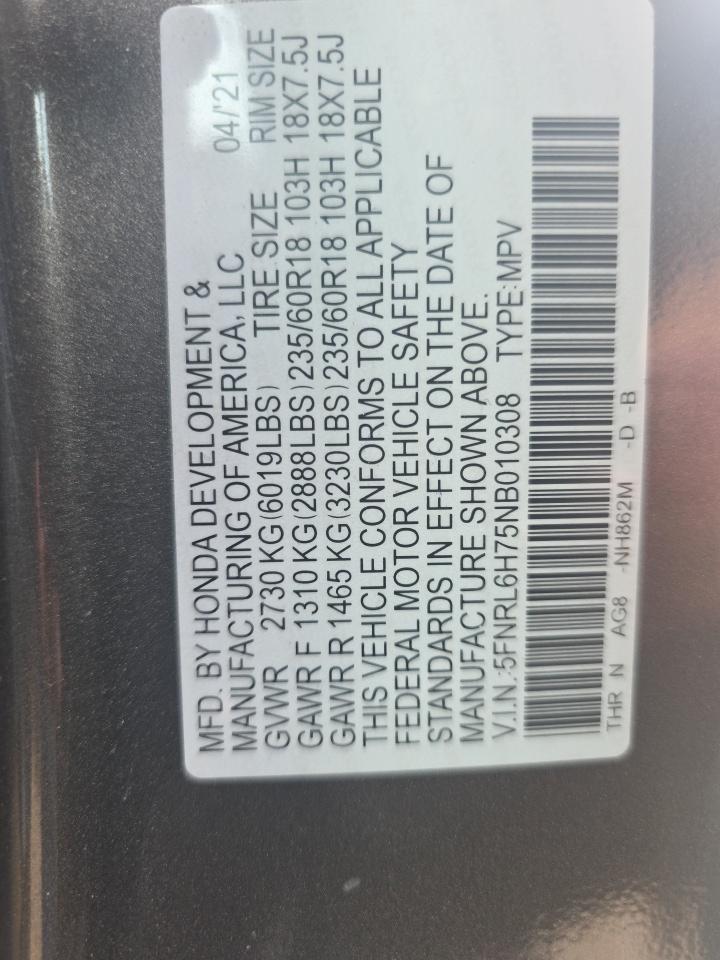 MFD. BY HONDA DEVELOPMENT &
MANUFACTURING OF AMERICA, LLC 04/'21
GVWR 2730 KG(6019LBS) TIRE SIZE RIM SIZE
GAWR F 1310 KG(2888LBS)235/60R18 103H 18X7.5J
GAWR R 1465 KG(3230LBS)235/60R18 103H 18X7.5J
THIS VEHICLE CONFORMS TO ALL APPLICABLE
FEDERAL MOTOR VEHICLE SAFETY
STANDARDS IN EFFECT ON THE DATE OF
MANUFACTURE SHOWN ABOVE.
V.I.N.:5FNRL6H75NB010308 TYPE:MPV
THR N AG8 -NH862M -D -B